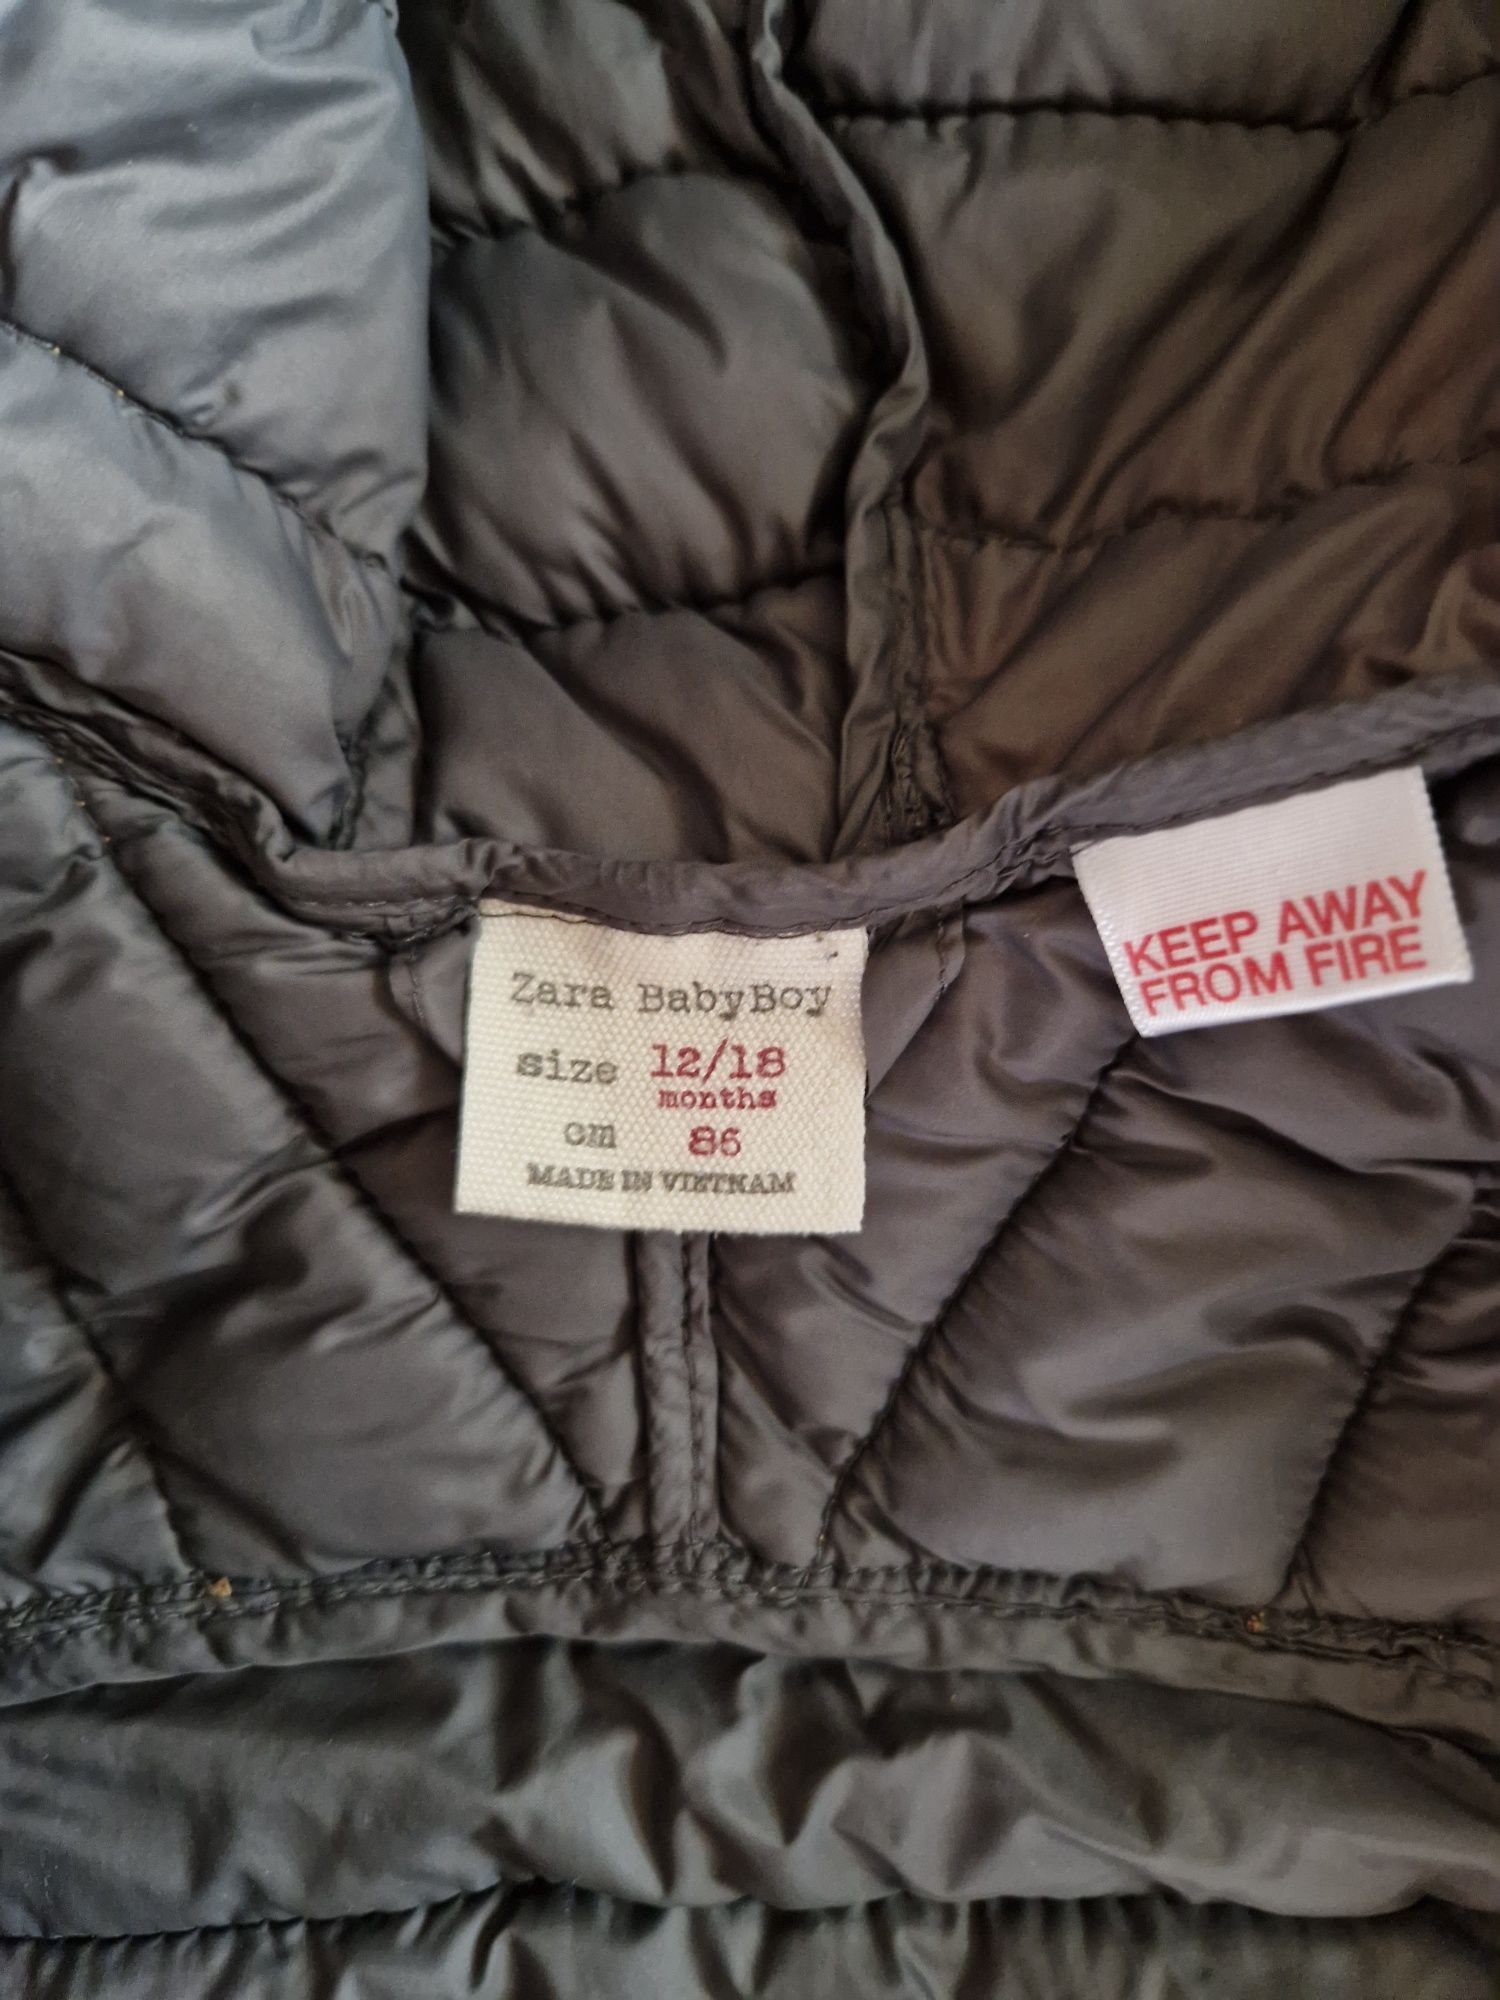 Zara BabyBoy
size 12/18
months
cm 86
MADE IN VIETNAM
KEEP AWAY
FROM FIRE